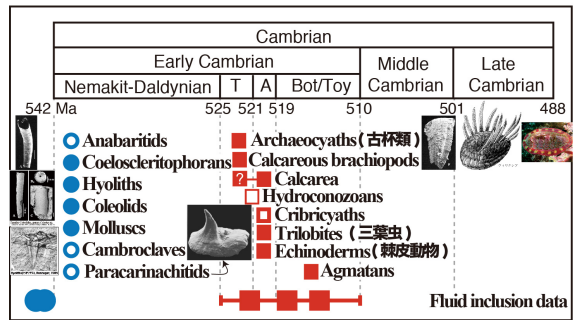 Cambrian
Early Cambrian
Middle Cambrian
Late Cambrian
Nemakit-Daldynian T A Bot/Toy
542 Ma 525 521 519 510 501 488
Anabaritids
Archaeocyaths (古杯類)
Coeloscleritophorans
Calcareous brachiopods
Hyoliths
? Calcarea
Coleolids
Hydroconozoans
Cribricyaths
Molluscs
Trilobites (三葉虫)
Cambroclaves
Echinoderms (棘皮動物)
Paracarinachitids
Agmatans
Fluid inclusion data